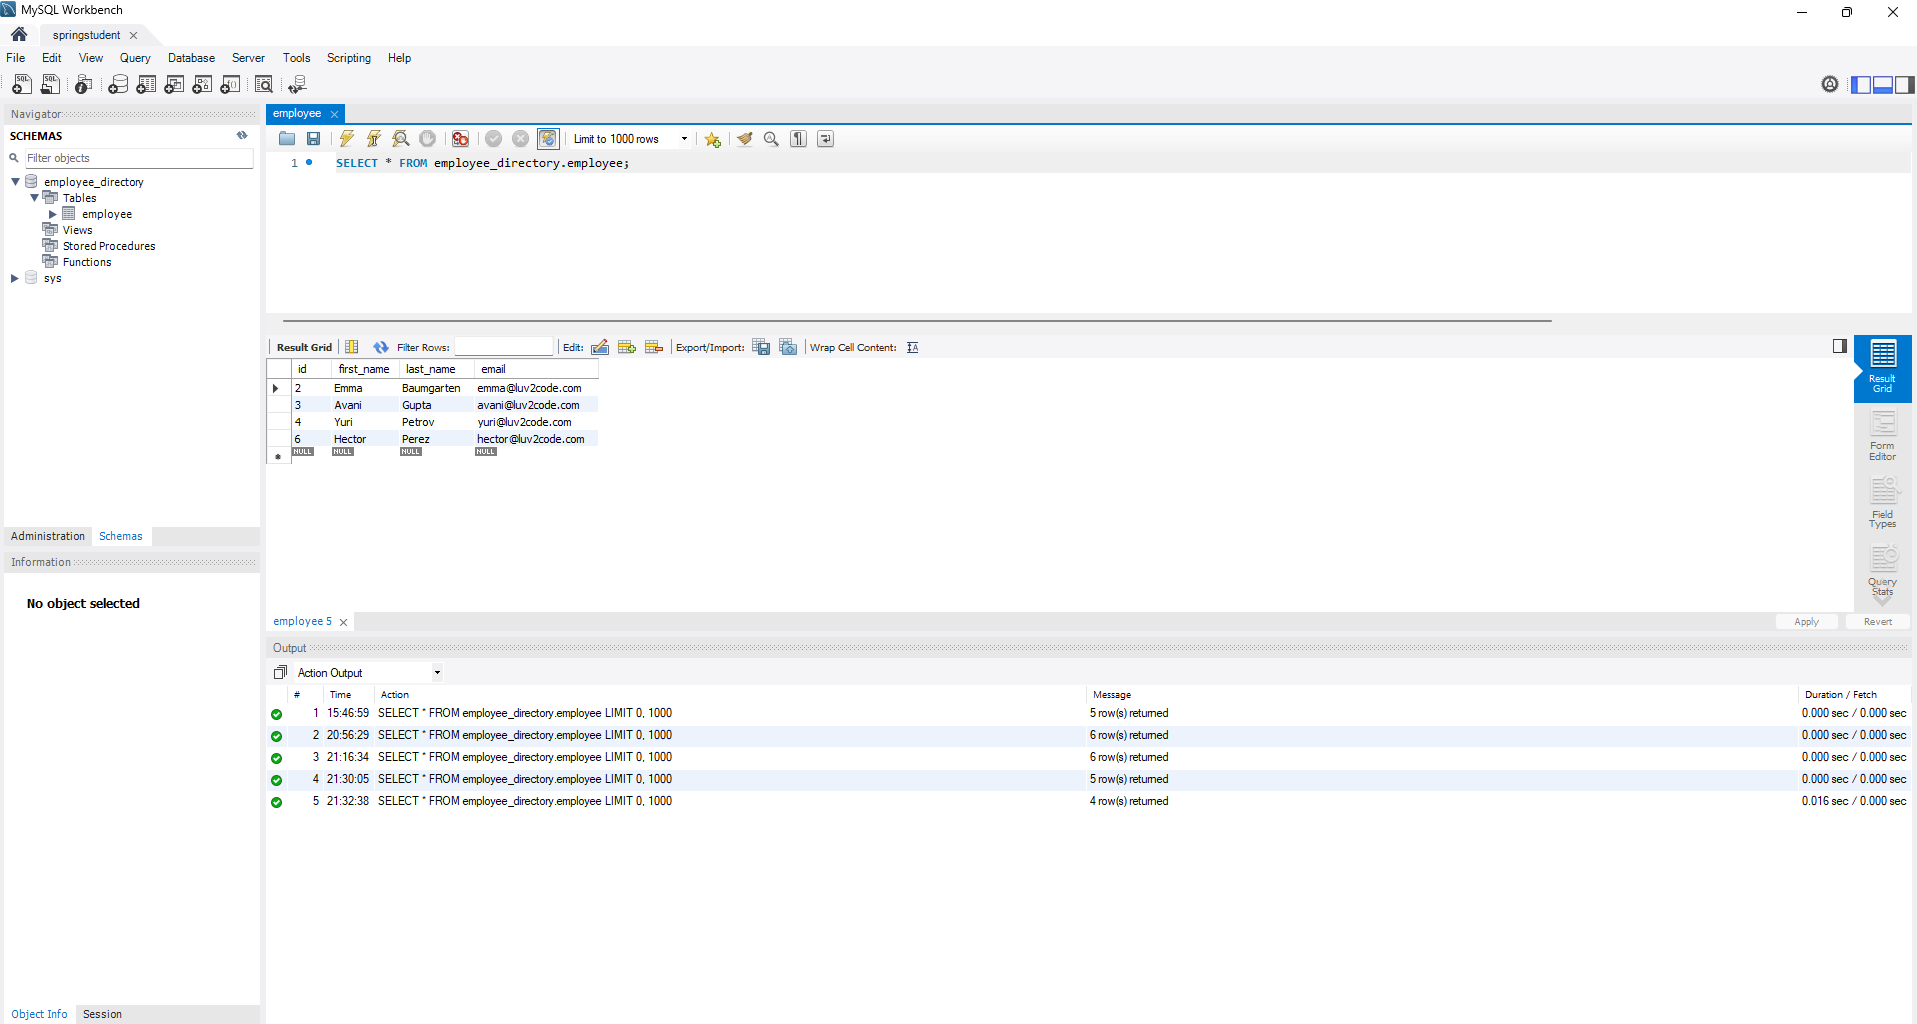 MySQL Workbench
springstudent
File Edit View Query Database Server Tools Scripting Help
Navigator
SCHEMAS
Filter objects
employee_directory
Tables
employee
Views
Stored Procedures
Functions
sys
Administration Schemas
Information
No object selected
Object Info Session
employee
Limit to 1000 rows
1 SELECT * FROM employee_directory.employee;
Result Grid Filter Rows: Edit: Export/Import: Wrap Cell Content:
id first_name last_name email
2 Emma Baumgarten emma@luv2code.com
3 Avani Gupta avani@luv2code.com
4 Yuri Petrov yuri@luv2code.com
6 Hector Perez hector@luv2code.com
NULL NULL NULL NULL
Result
Grid
Form
Editor
Field
Types
Query
Stats
employee 5
Apply Revert
Output
Action Output
# Time Action Message Duration / Fetch
1 15:46:59 SELECT * FROM employee_directory.employee LIMIT 0, 1000 5 row(s) returned 0.000 sec / 0.000 sec
2 20:56:29 SELECT * FROM employee_directory.employee LIMIT 0, 1000 6 row(s) returned 0.000 sec / 0.000 sec
3 21:16:34 SELECT * FROM employee_directory.employee LIMIT 0, 1000 6 row(s) returned 0.000 sec / 0.000 sec
4 21:30:05 SELECT * FROM employee_directory.employee LIMIT 0, 1000 5 row(s) returned 0.000 sec / 0.000 sec
5 21:32:38 SELECT * FROM employee_directory.employee LIMIT 0, 1000 4 row(s) returned 0.016 sec / 0.000 sec